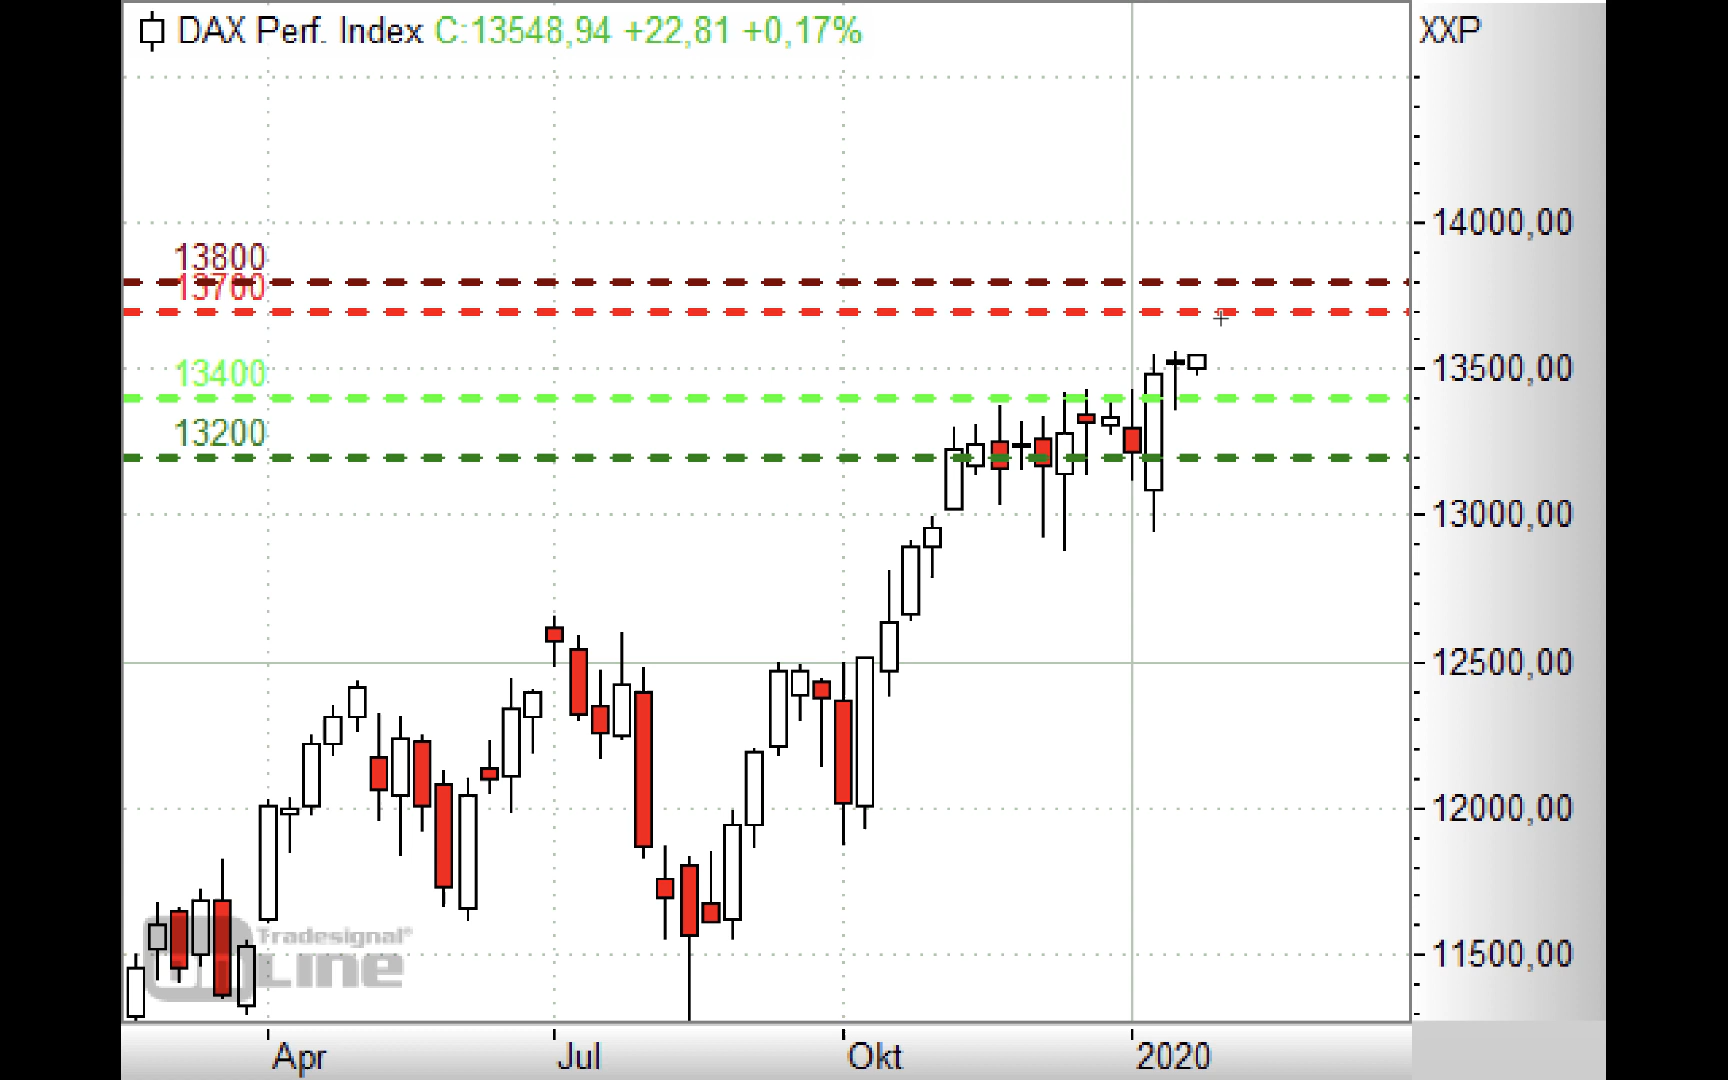 DAX Perf. Index C:13548,94 +22,81 +0,17%
XXP
14000,00
13800
13700
13500,00
13400
13200
13000,00
12500,00
12000,00
11500,00
Tradesignal®
Line
Apr
Jul
Okt
2020